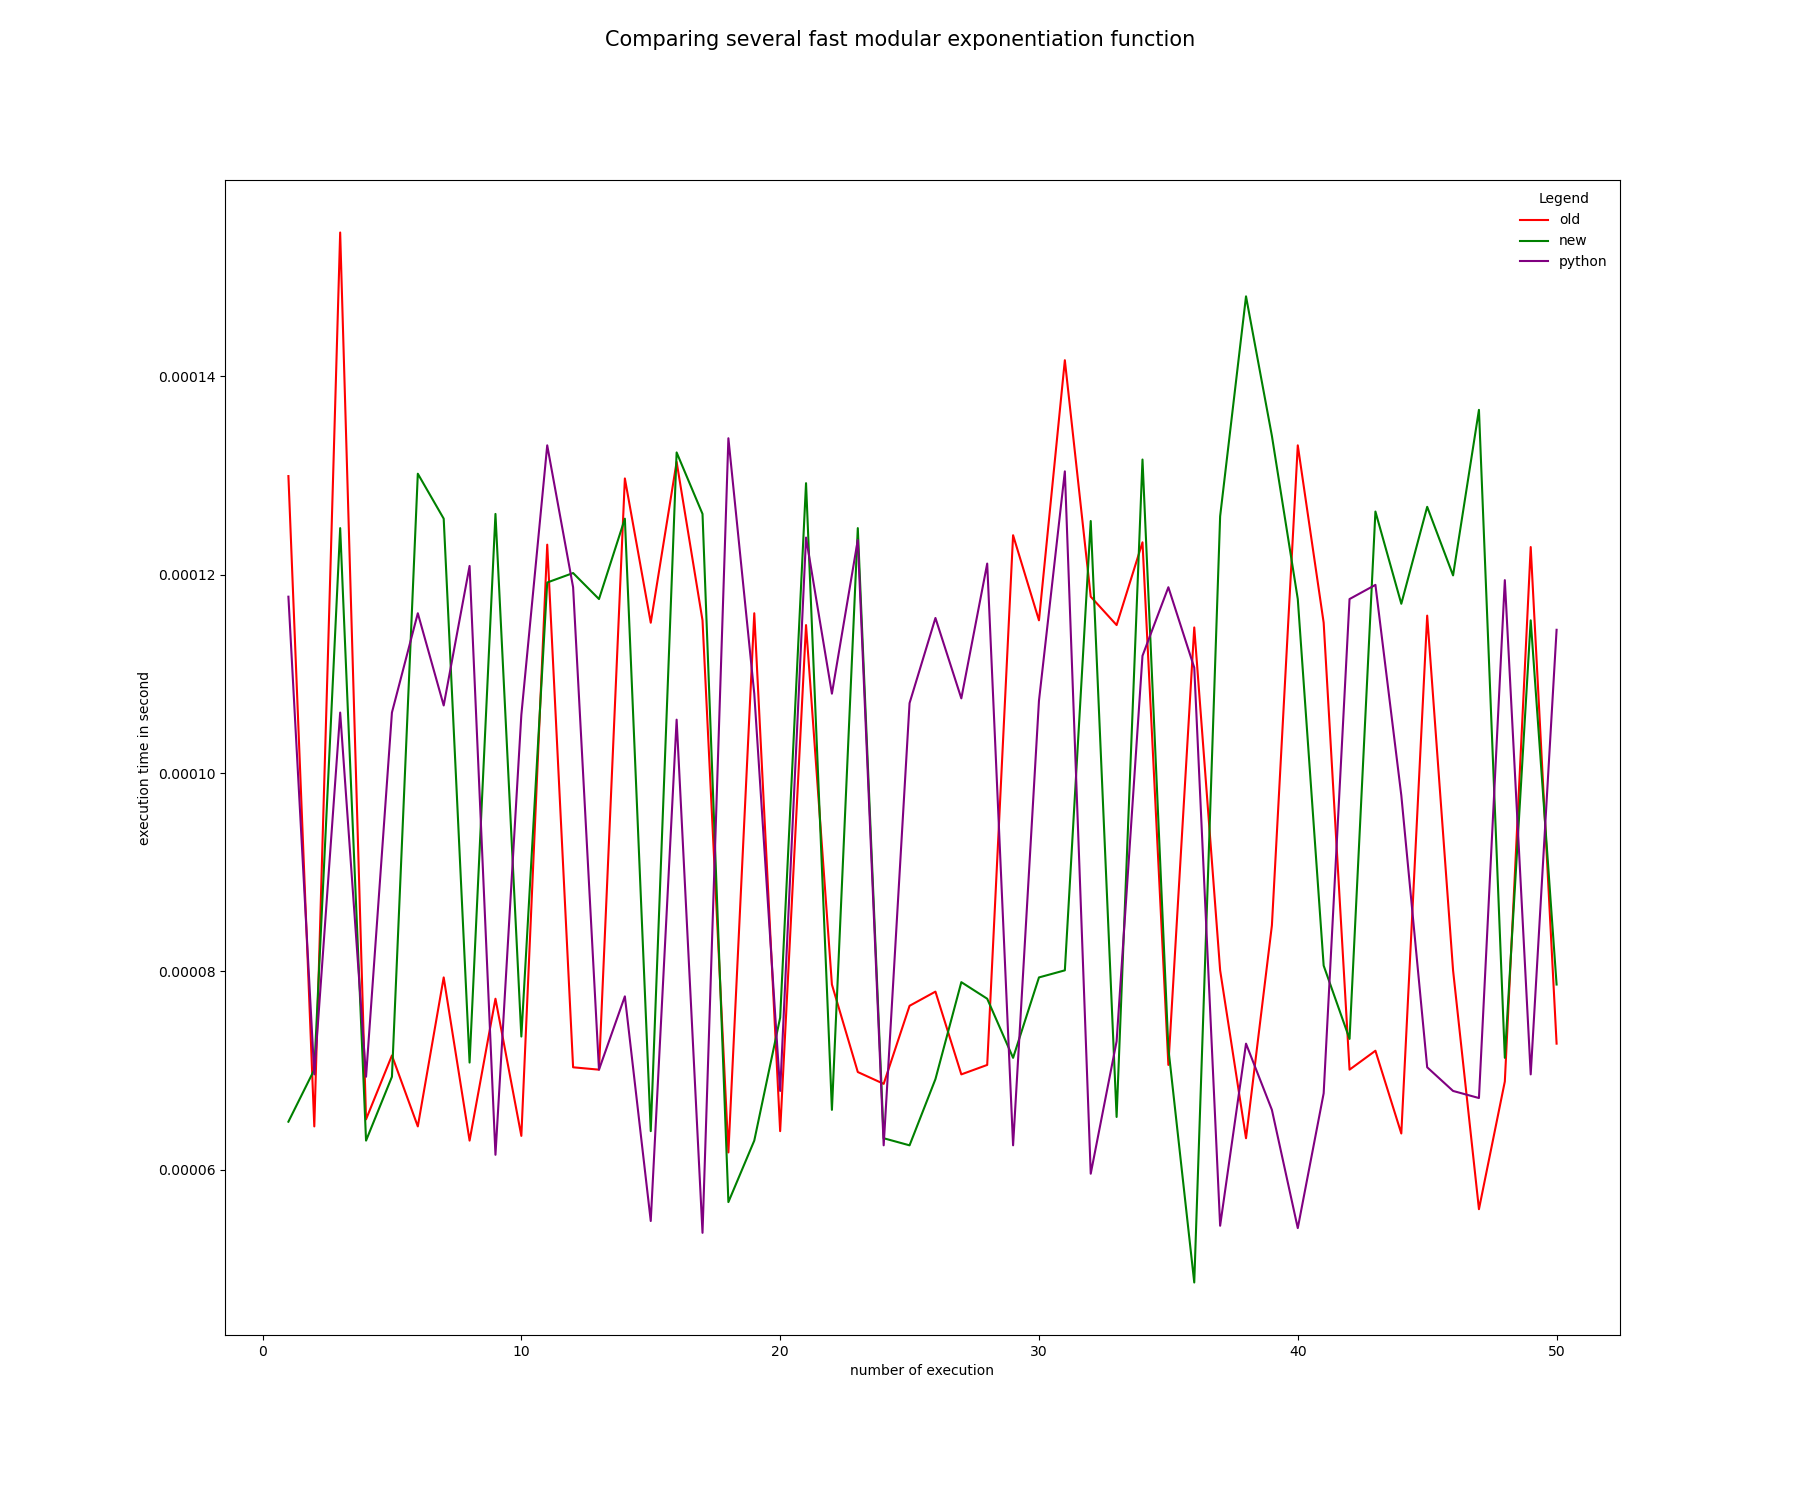 Comparing several fast modular exponentiation function
Legend
old
new
python
0.00014
0.00012
0.00010
0.00008
0.00006
execution time in second
0 10 20 30 40 50
number of execution